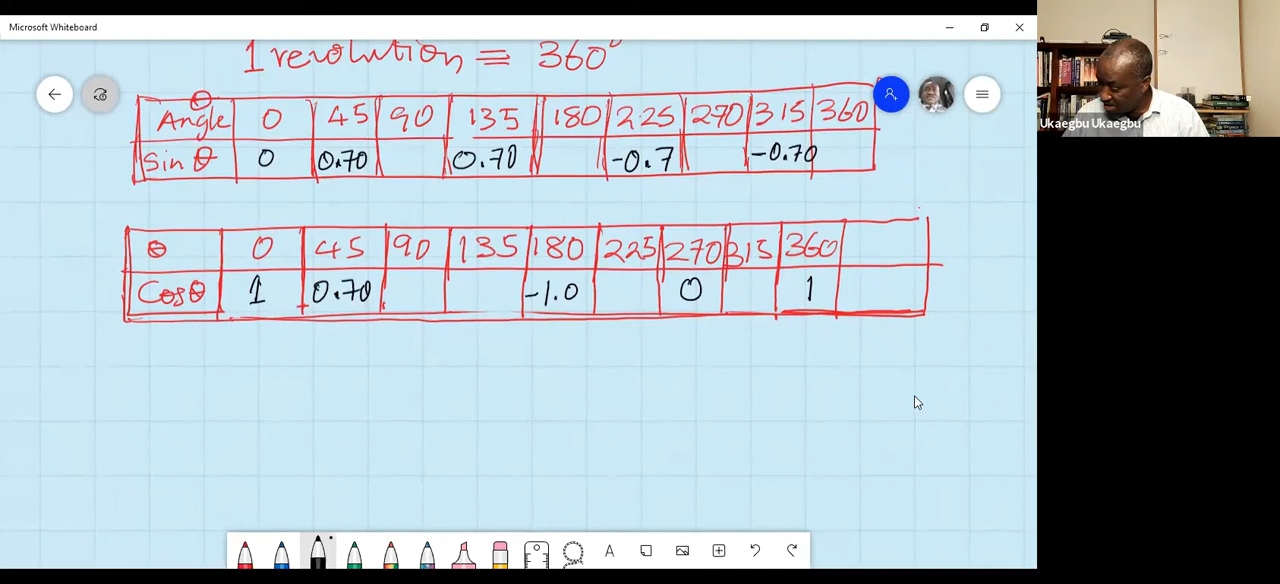 Microsoft Whiteboard
1 revolution ≡ 360°
Angle θ 0 45 90 135 180 225 270 315 360
Sin θ 0 0.70 0.70 -0.7 -0.70
Ukaegbu Ukaegbu
θ 0 45 90 135 180 225 270 315 360
Cosθ 1 0.70 -1.0 0 1
A